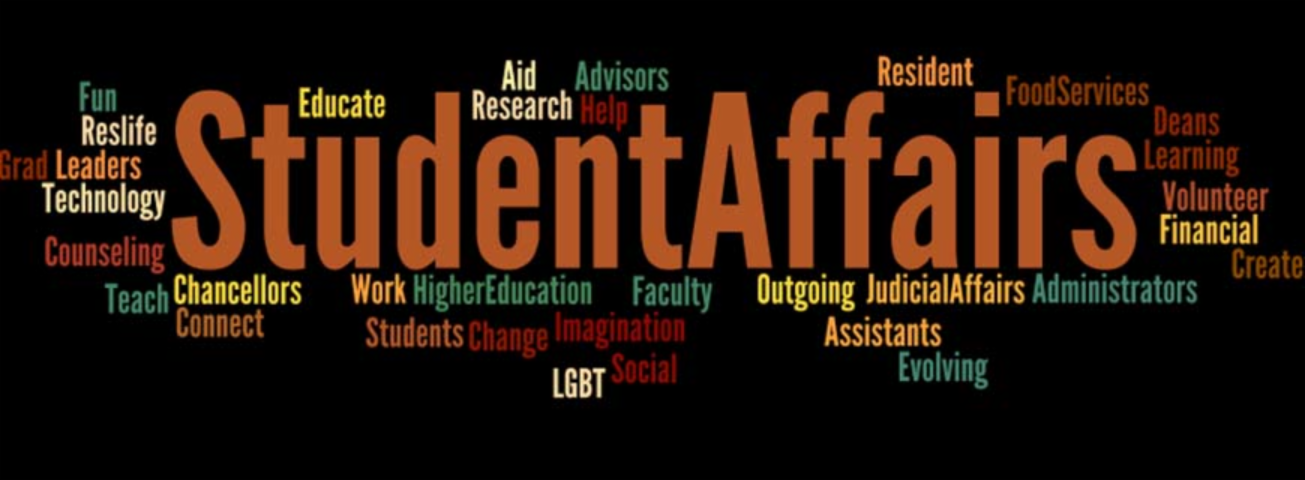 Aid Advisors Resident
Fun Educate Research Help FoodServices
Reslife StudentAffairs Deans
Grad Leaders Learning
Technology Volunteer
Financial
Counseling Create
Teach Chancellors Work HigherEducation Faculty Outgoing JudicialAffairs Administrators
Connect Students Change Imagination Assistants
LGBT Social Evolving